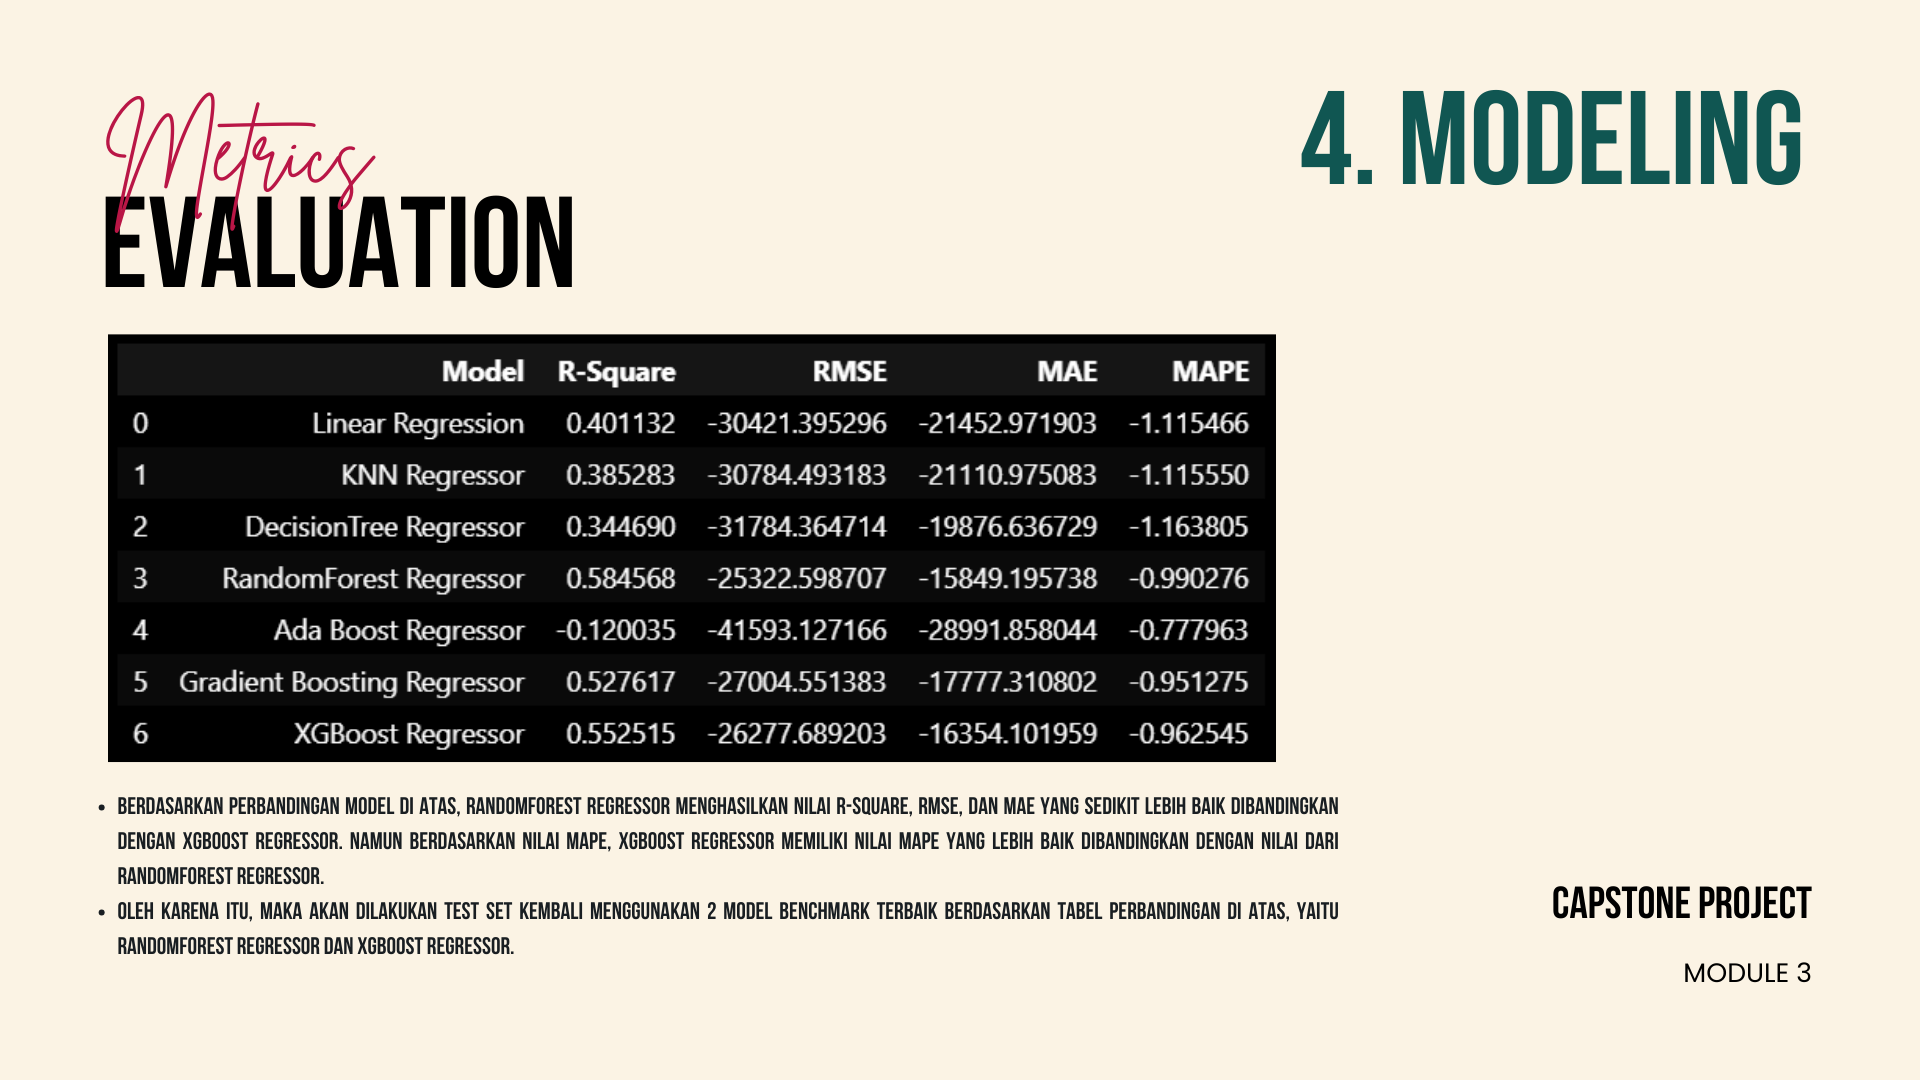 Metrics
EVALUATION
4. MODELING
Model R-Square RMSE MAE MAPE
0 Linear Regression 0.401132 -30421.395296 -21452.971903 -1.115466
1 KNN Regressor 0.385283 -30784.493183 -21110.975083 -1.115550
2 DecisionTree Regressor 0.344690 -31784.364714 -19876.636729 -1.163805
3 RandomForest Regressor 0.584568 -25322.598707 -15849.195738 -0.990276
4 Ada Boost Regressor -0.120035 -41593.127166 -28991.858044 -0.777963
5 Gradient Boosting Regressor 0.527617 -27004.551383 -17777.310802 -0.951275
6 XGBoost Regressor 0.552515 -26277.689203 -16354.101959 -0.962545
• BERDASARKAN PERBANDINGAN MODEL DI ATAS, RANDOMFOREST REGRESSOR MENGHASILKAN NILAI R-SQUARE, RMSE, DAN MAE YANG SEDIKIT LEBIH BAIK DIBANDINGKAN
DENGAN XGBOOST REGRESSOR. NAMUN BERDASARKAN NILAI MAPE, XGBOOST REGRESSOR MEMILIKI NILAI MAPE YANG LEBIH BAIK DIBANDINGKAN DENGAN NILAI DARI
RANDOMFOREST REGRESSOR.
• OLEH KARENA ITU, MAKA AKAN DILAKUKAN TEST SET KEMBALI MENGGUNAKAN 2 MODEL BENCHMARK TERBAIK BERDASARKAN TABEL PERBANDINGAN DI ATAS, YAITU
RANDOMFOREST REGRESSOR DAN XGBOOST REGRESSOR.
CAPSTONE PROJECT
MODULE 3